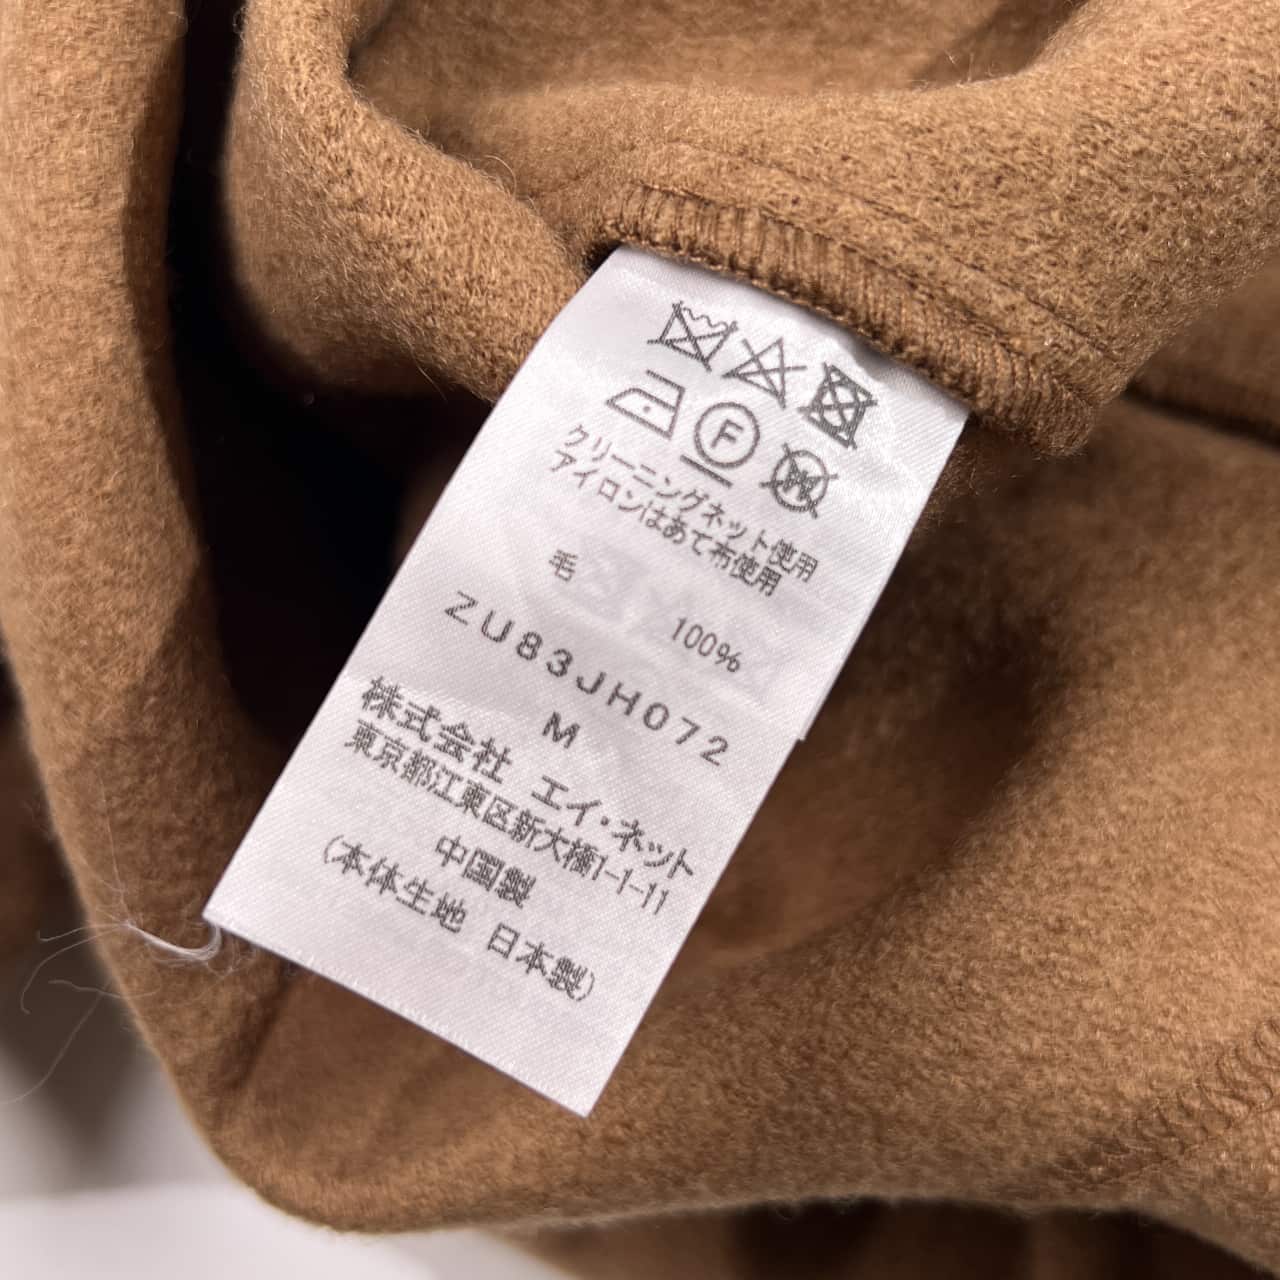 F
W
クリーニングネット使用
アイロンはあて布使用
毛 100%
ZU83JH072
M
株式会社 エイ・ネット
東京都江東区新大橋1-1-11
中国製
(本体生地 日本製)